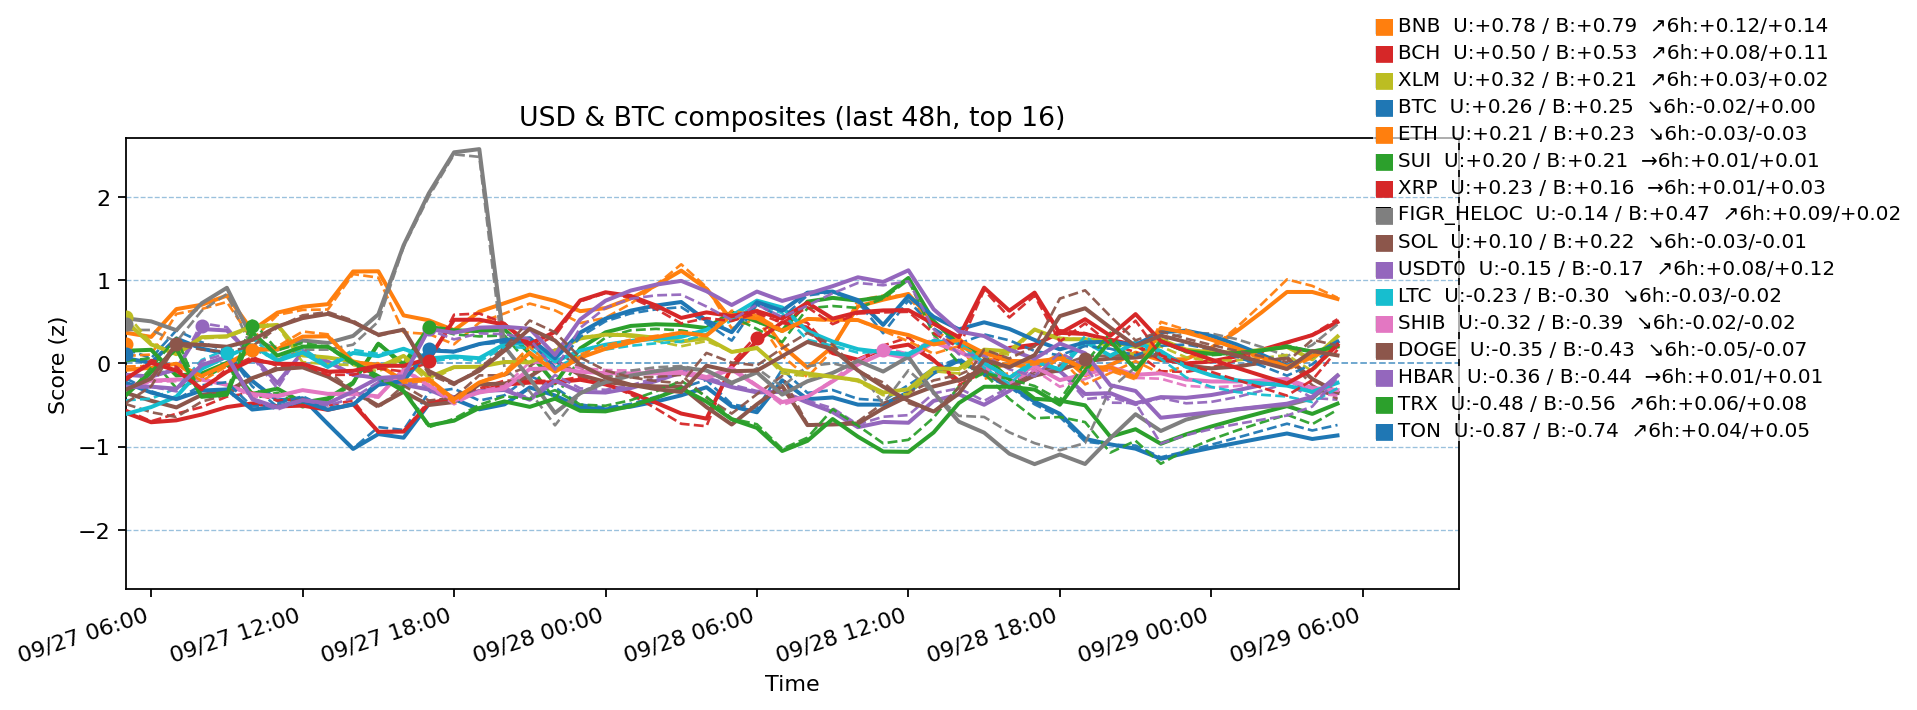 BNB  U:+0.78 / B:+0.79  ↗6h:+0.12/+0.14
BCH  U:+0.50 / B:+0.53  ↗6h:+0.08/+0.11
XLM  U:+0.32 / B:+0.21  ↗6h:+0.03/+0.02
BTC  U:+0.26 / B:+0.25  ↘6h:-0.02/+0.00
ETH  U:+0.21 / B:+0.23  ↘6h:-0.03/-0.03
SUI  U:+0.20 / B:+0.21  →6h:+0.01/+0.01
XRP  U:+0.23 / B:+0.16  →6h:+0.01/+0.03
FIGR_HELOC  U:-0.14 / B:+0.47  ↗6h:+0.09/+0.02
SOL  U:+0.10 / B:+0.22  ↘6h:-0.03/-0.01
USDT0  U:-0.15 / B:-0.17  ↗6h:+0.08/+0.12
LTC  U:-0.23 / B:-0.30  ↘6h:-0.03/-0.02
SHIB  U:-0.32 / B:-0.39  ↘6h:-0.02/-0.02
DOGE  U:-0.35 / B:-0.43  ↘6h:-0.05/-0.07
HBAR  U:-0.36 / B:-0.44  →6h:+0.01/+0.01
TRX  U:-0.48 / B:-0.56  ↗6h:+0.06/+0.08
TON  U:-0.87 / B:-0.74  ↗6h:+0.04/+0.05
USD & BTC composites (last 48h, top 16)
Score (z)
2
1
0
−1
−2
09/27 06:00
09/27 12:00
09/27 18:00
09/28 00:00
09/28 06:00
09/28 12:00
09/28 18:00
09/29 00:00
09/29 06:00
Time